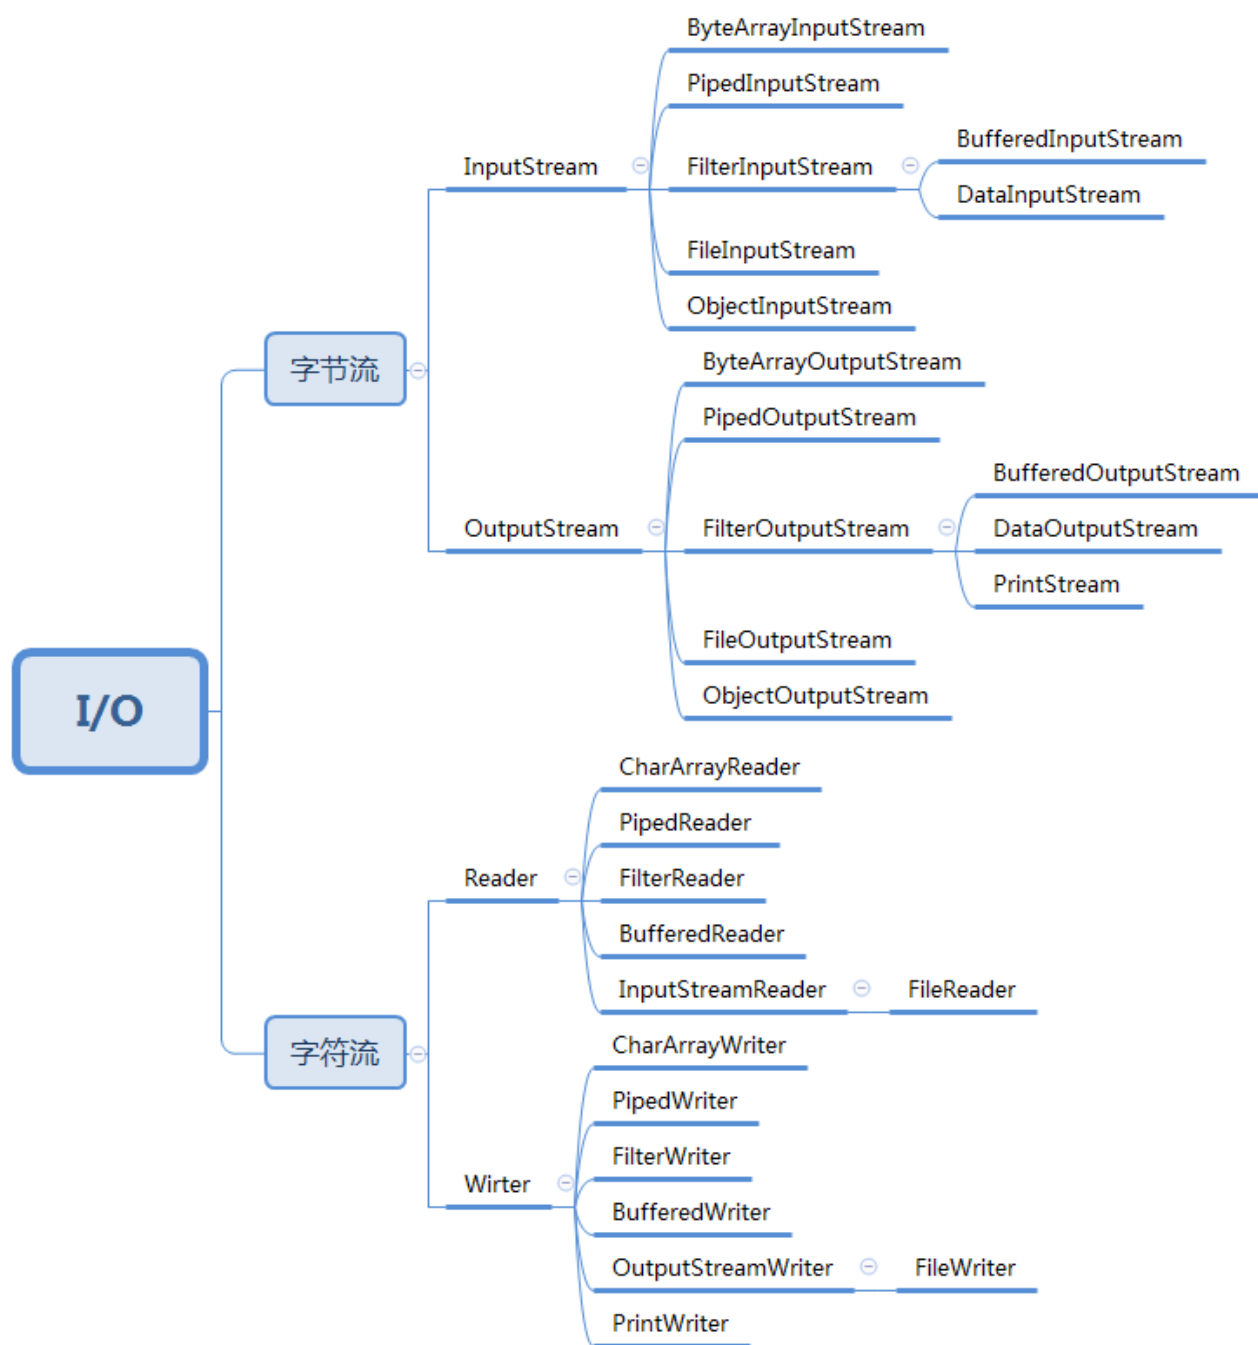 I/O
字节流
InputStream
ByteArrayInputStream
PipedInputStream
FilterInputStream
BufferedInputStream
DataInputStream
FileInputStream
ObjectInputStream
OutputStream
ByteArrayOutputStream
PipedOutputStream
FilterOutputStream
BufferedOutputStream
DataOutputStream
PrintStream
FileOutputStream
ObjectOutputStream
字符流
Reader
CharArrayReader
PipedReader
FilterReader
BufferedReader
InputStreamReader
FileReader
Wirter
CharArrayWriter
PipedWriter
FilterWriter
BufferedWriter
OutputStreamWriter
FileWriter
PrintWriter